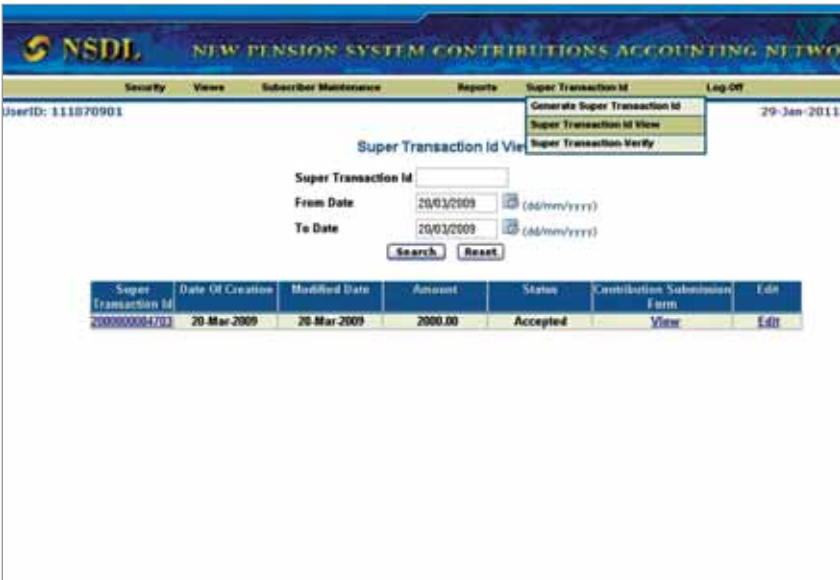 NSDL NEW PENSION SYSTEM CONTRIBUTIONS ACCOUNTING NETWO
Security Views Subscriber Maintenance Reports Super Transaction Id Log-Off
UserID: 111870901 29-Jan-2011
Generate Super Transaction Id
Super Transaction Id View
Super Transaction Verify
Super Transaction Id Vie
Super Transaction Id
From Date 20/03/2009 (dd/mm/yyyy)
To Date 20/03/2009 (dd/mm/yyyy)
Search Reset
Super Transaction Id Date Of Creation Modified Date Amount Status Contribution Submission Form Edit
2000000004703 20-Mar-2009 20-Mar-2009 2000.00 Accepted View Edit